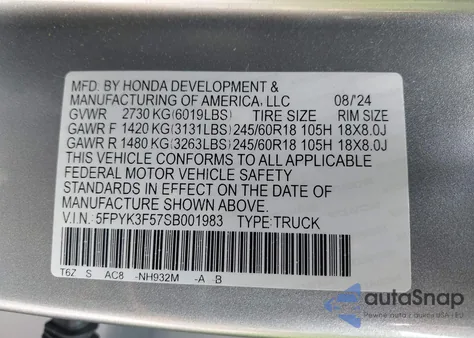 MFD. BY HONDA DEVELOPMENT &
MANUFACTURING OF AMERICA, LLC 08/'24
GVWR 2730 KG(6019LBS) TIRE SIZE RIM SIZE
GAWR F 1420 KG(3131LBS) 245/60R18 105H 18X8.0J
GAWR R 1480 KG(3263LBS) 245/60R18 105H 18X8.0J
THIS VEHICLE CONFORMS TO ALL APPLICABLE
FEDERAL MOTOR VEHICLE SAFETY
STANDARDS IN EFFECT ON THE DATE OF
MANUFACTURE SHOWN ABOVE.
V.I.N.: 5FPYK3F57SB001983 TYPE:TRUCK
T6Z S AC8 -NH932M -A -B
autoSnap
Pewne auta z